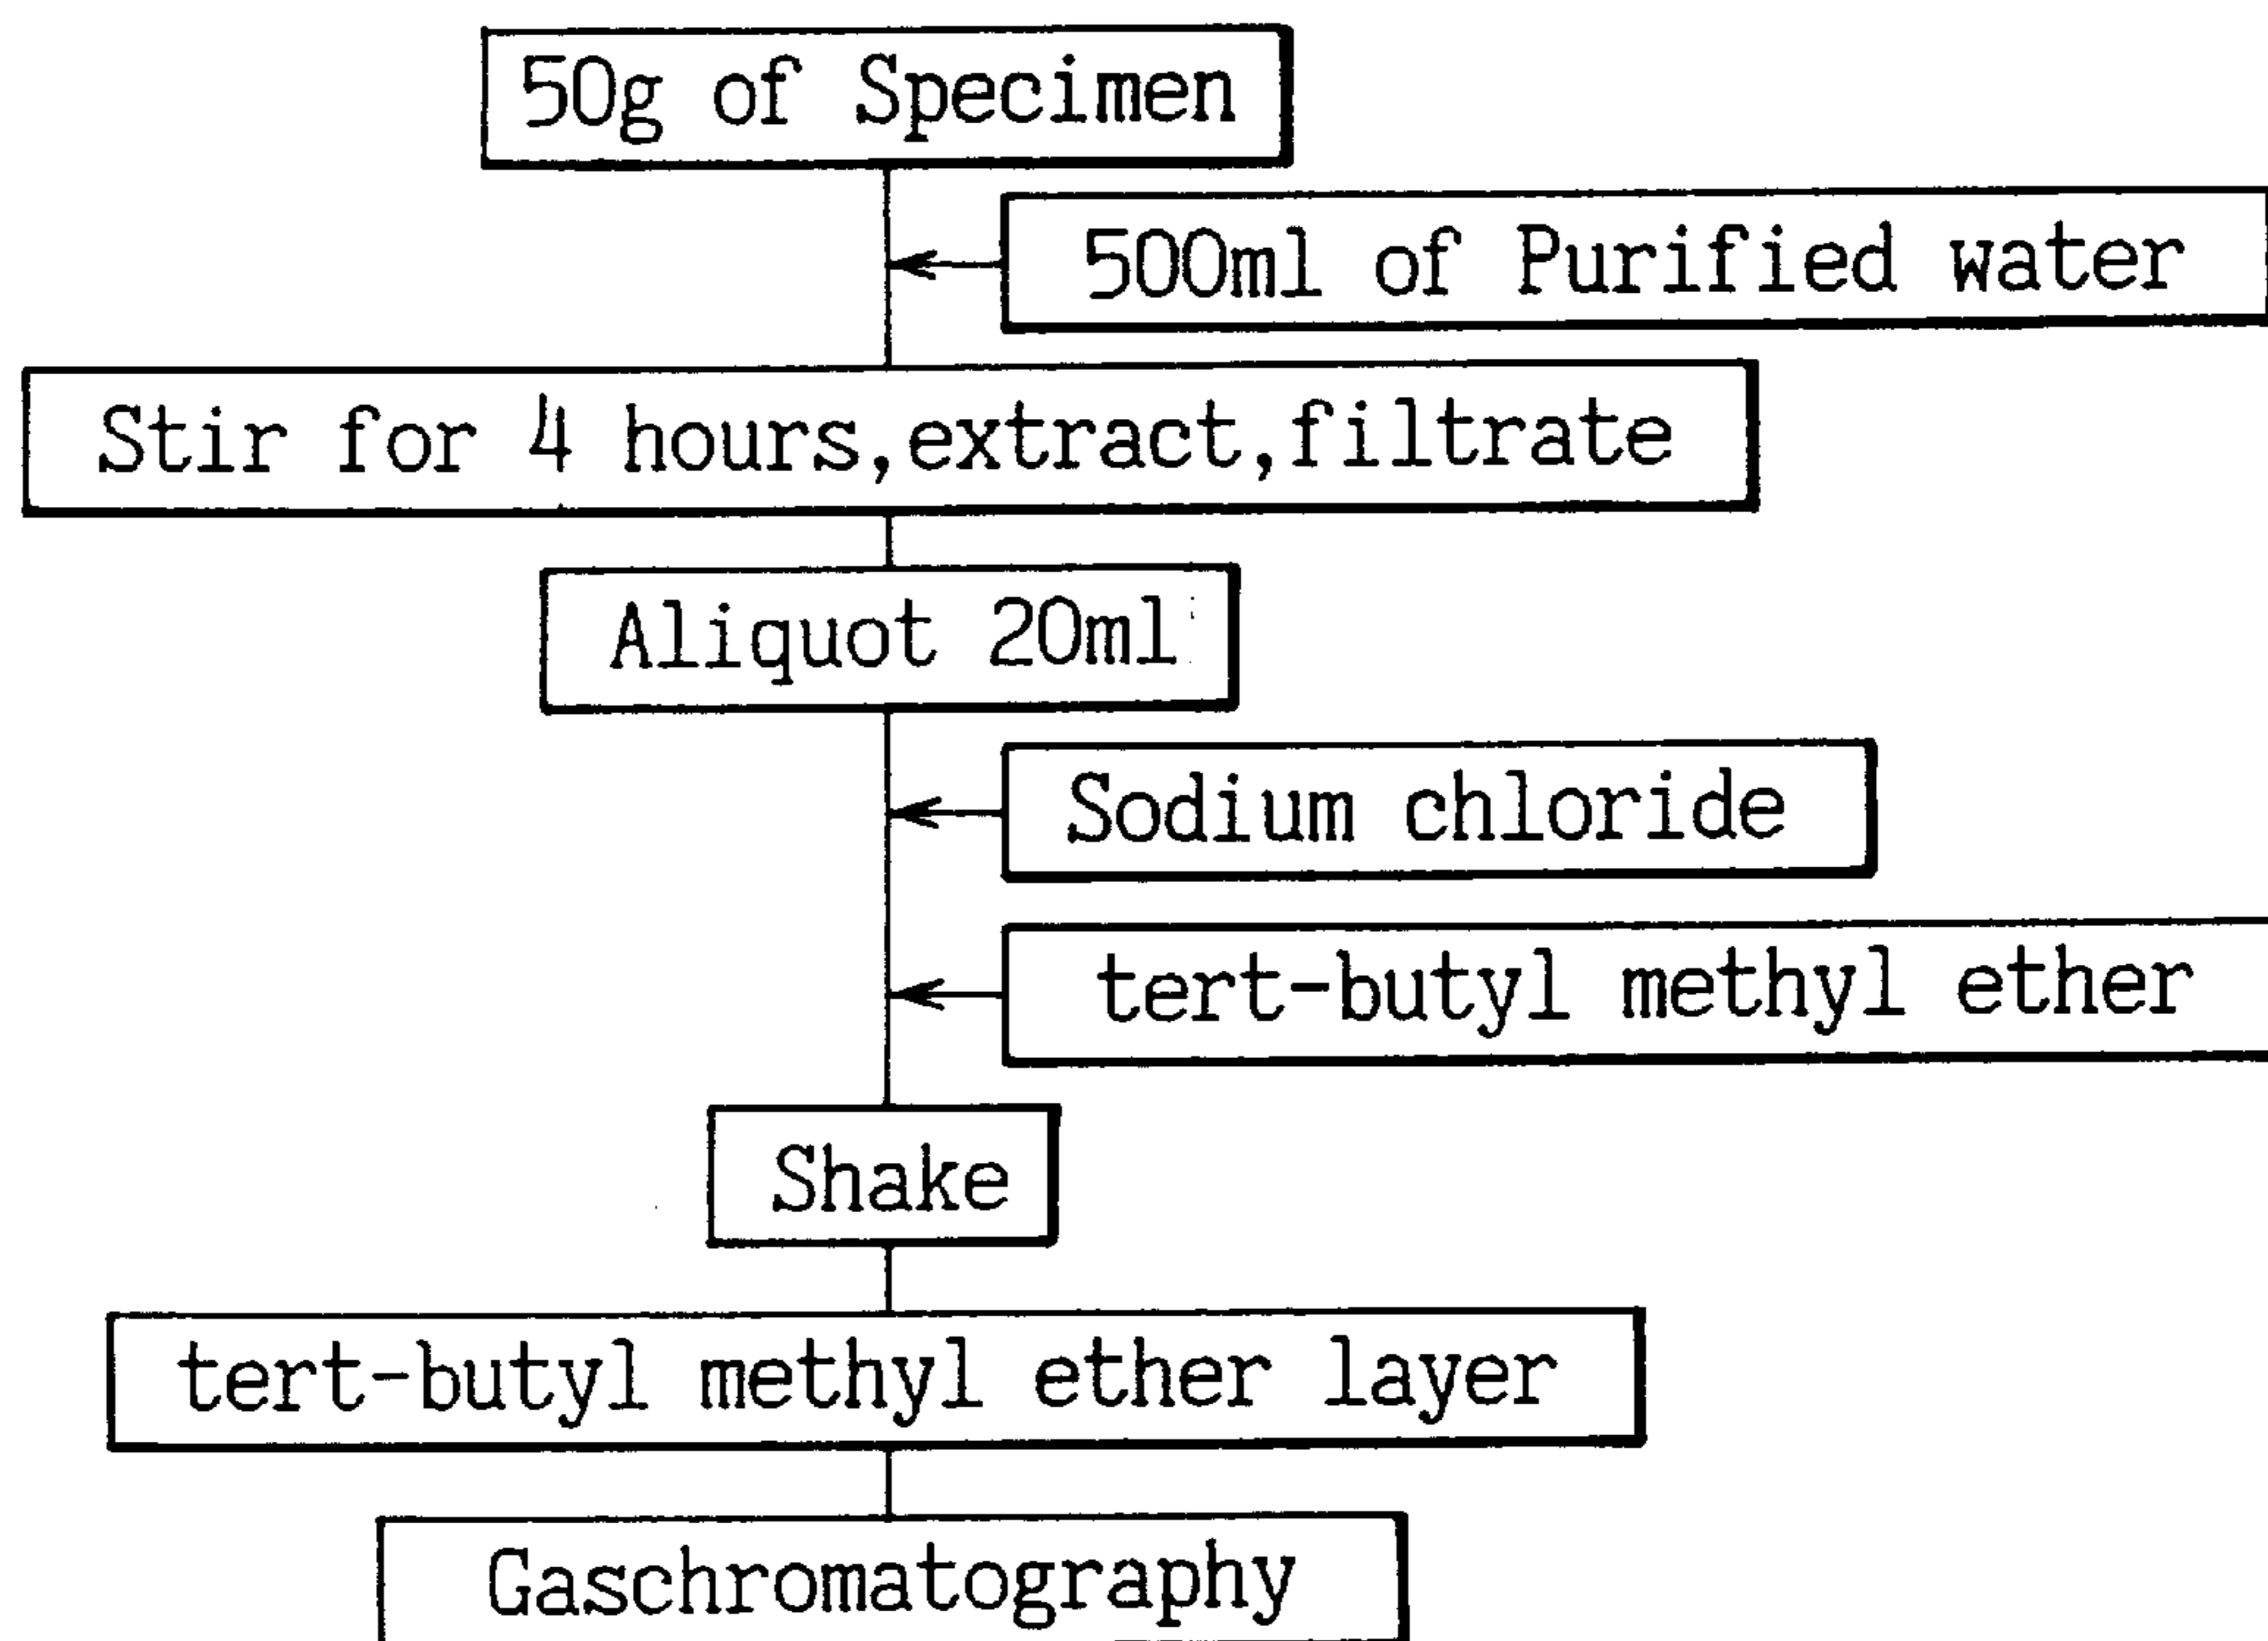 50g of Specimen
500ml of Purified water
Stir for 4 hours,extract,filtrate
Aliquot 20ml
Sodium chloride
tert-butyl methyl ether
Shake
tert-butyl methyl ether layer
Gaschromatography